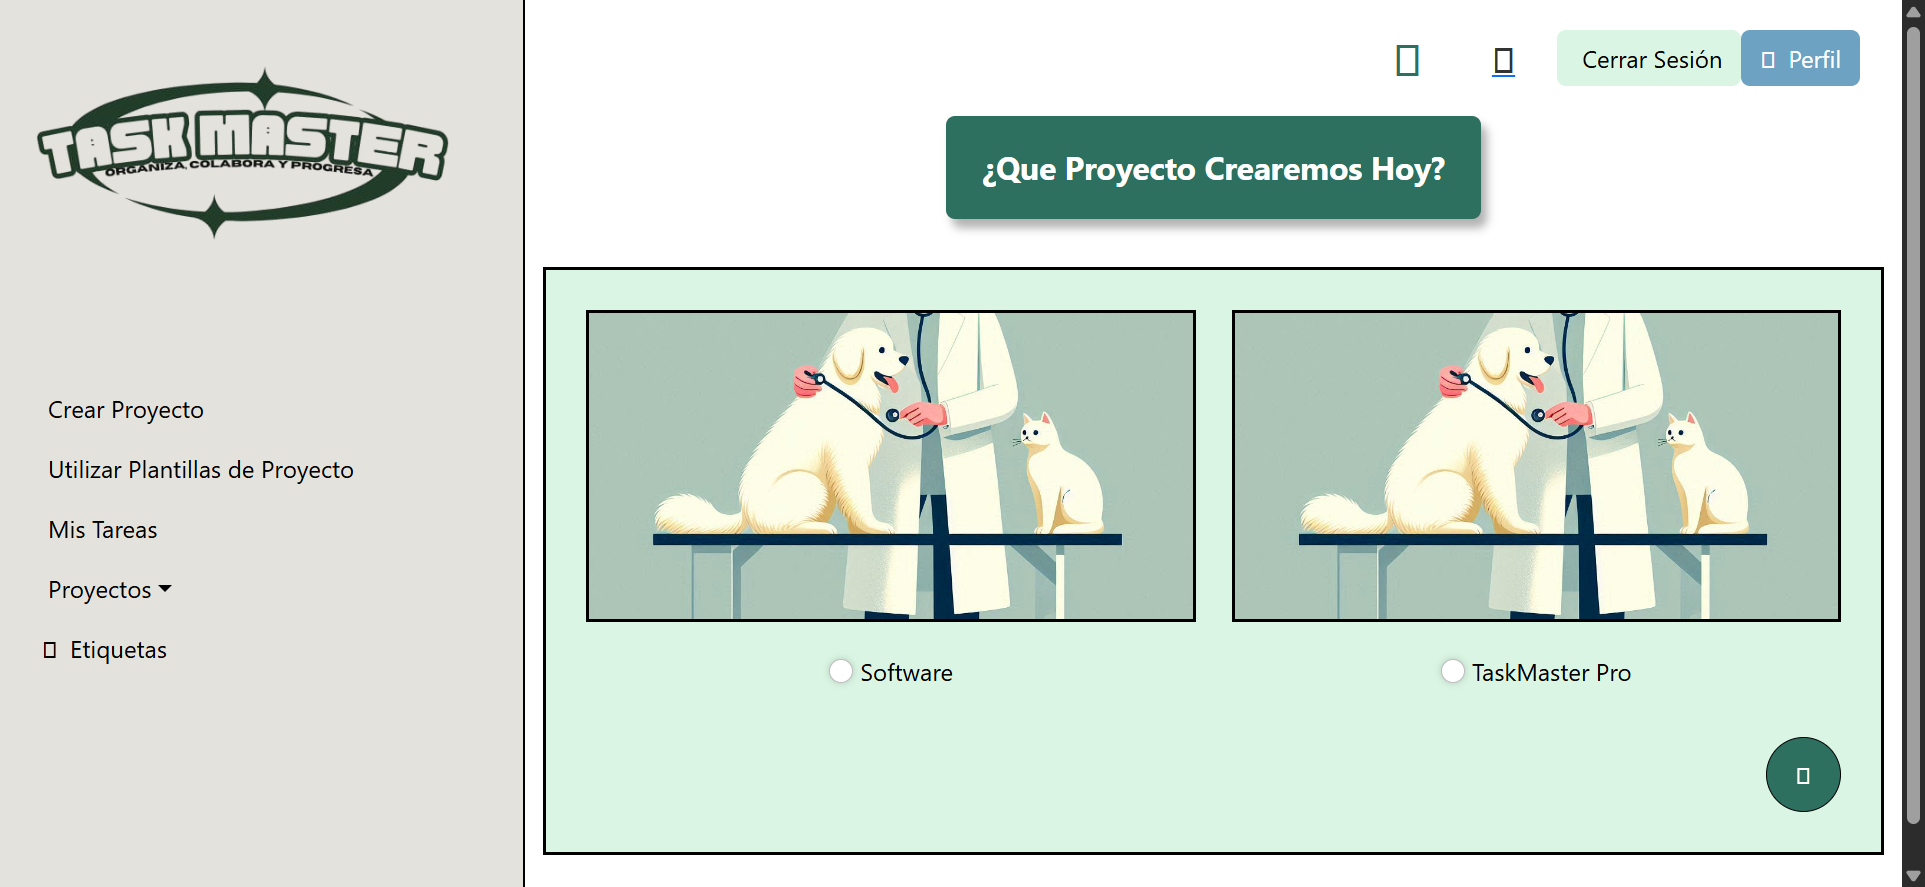 TASK MASTER
ORGANIZA, COLABORA Y PROGRESA
Crear Proyecto
Utilizar Plantillas de Proyecto
Mis Tareas
Proyectos
Etiquetas
Cerrar Sesión
Perfil
¿Que Proyecto Crearemos Hoy?
Software
TaskMaster Pro